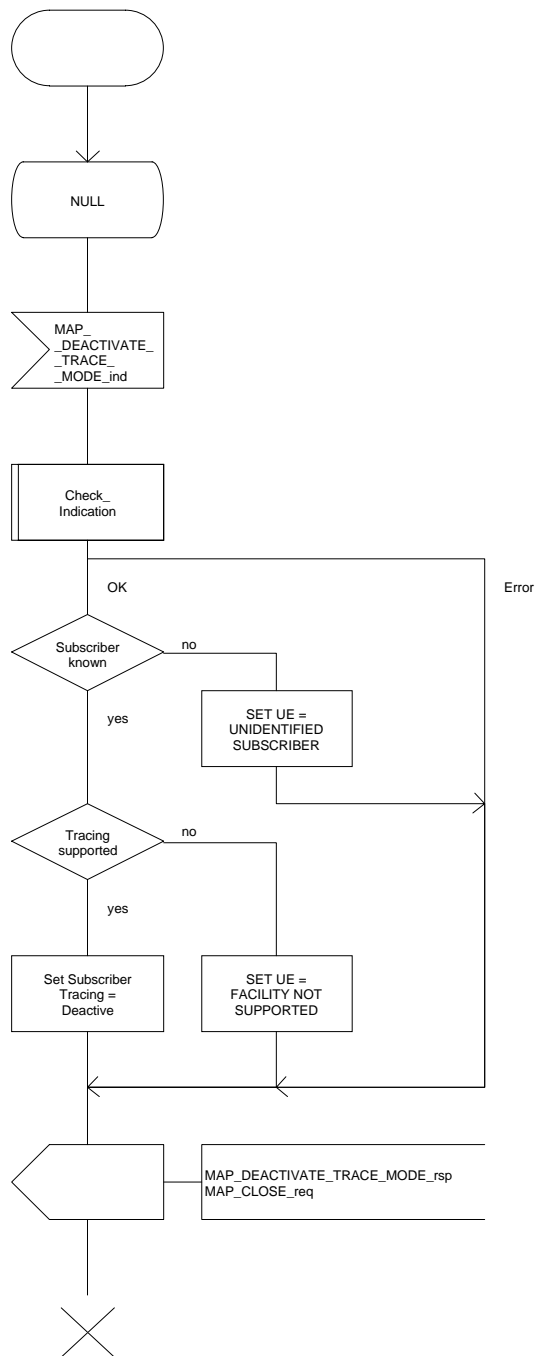 NULL
MAP_
_DEACTIVATE_
_TRACE_
_MODE_ind
Check_
Indication
OK
Error
Subscriber
known
no
yes
SET UE =
UNIDENTIFIED
SUBSCRIBER
Tracing
supported
no
yes
Set Subscriber
Tracing =
Deactive
SET UE =
FACILITY NOT
SUPPORTED
MAP_DEACTIVATE_TRACE_MODE_rsp
MAP_CLOSE_req